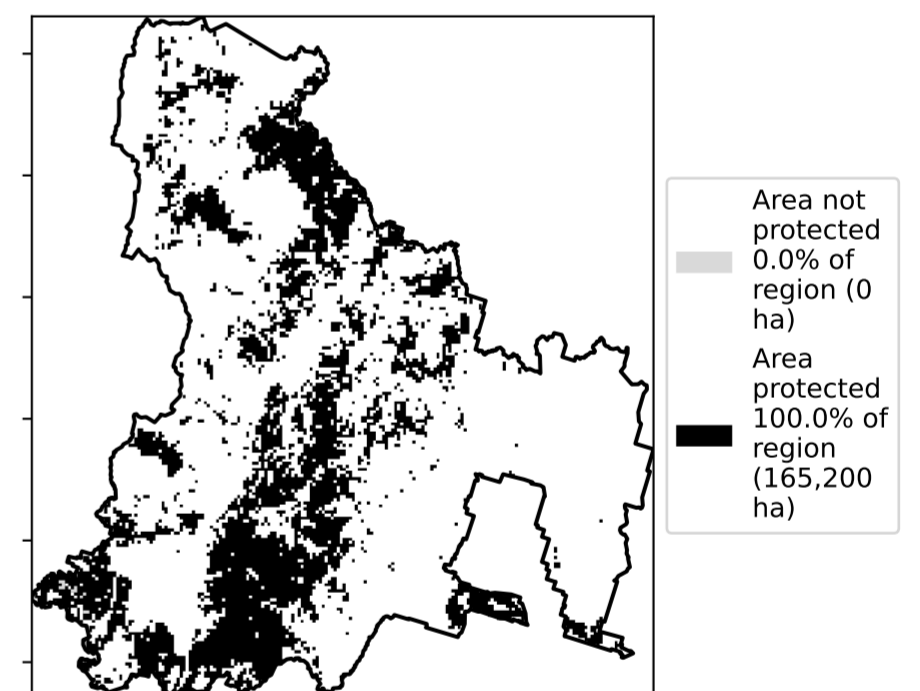 Area not
protected
0.0% of
region (0
ha)
Area
protected
100.0% of
region
(165,200
ha)